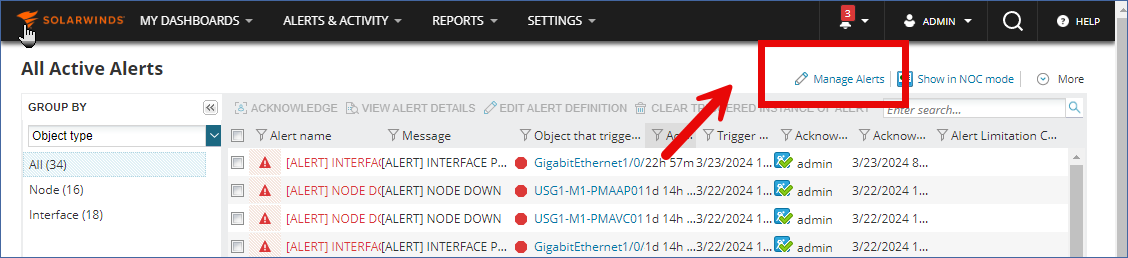 SOLARWINDS MY DASHBOARDS ALERTS & ACTIVITY REPORTS SETTINGS 3 ADMIN ? HELP
All Active Alerts
Manage Alerts Show in NOC mode More
GROUP BY
ACKNOWLEDGE VIEW ALERT DETAILS EDIT ALERT DEFINITION CLEAR TRIGGERED INSTANCE OF ALERT Enter search...
Object type
Alert name Message Object that trigge... Ac... Trigger ... Acknow... Acknow... Alert Limitation C...
All (34)
[ALERT] INTERFAC [ALERT] INTERFACE P... GigabitEthernet1/0/ 22h 57m 3/23/2024 1... admin 3/23/2024 8...
Node (16)
[ALERT] NODE DO [ALERT] NODE DOWN USG1-M1-PMAAP01 1d 14h ... 3/22/2024 1... admin 3/22/2024 1...
Interface (18)
[ALERT] NODE DO [ALERT] NODE DOWN USG1-M1-PMAVC01 1d 14h ... 3/22/2024 1... admin 3/22/2024 1...
[ALERT] INTERFAC [ALERT] INTERFACE P... GigabitEthernet1/0/ 1d 14h ... 3/22/2024 1... admin 3/22/2024 1...